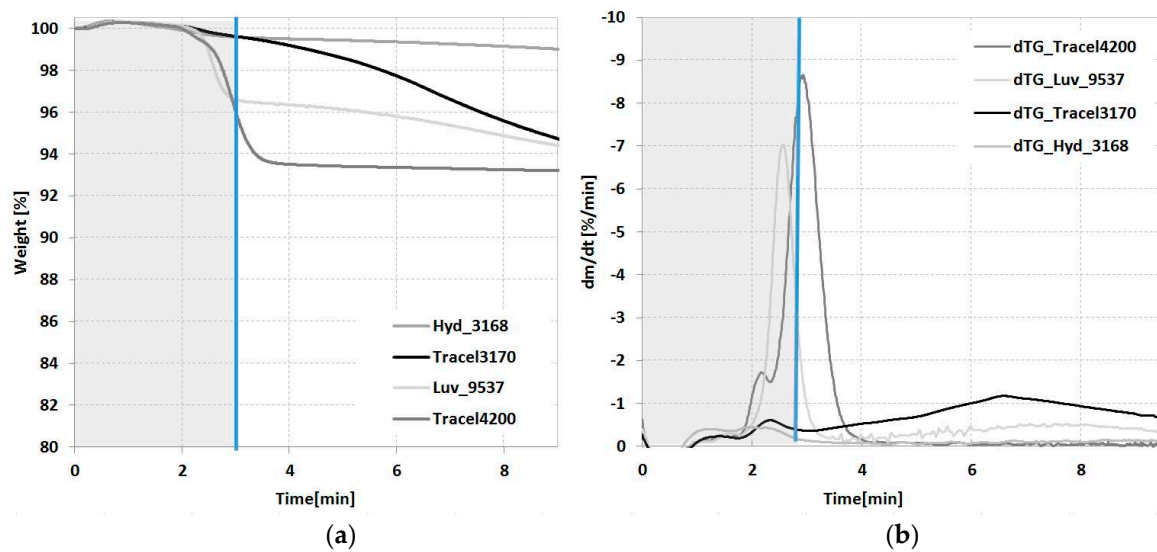 100
98
96
94
92
90
88
86
84
82
80
Weight [%]
0
2
4
6
8
Time[min]
Hyd_3168
Tracel3170
Luv_9537
Tracel4200
(a)
-10
-9
-8
-7
-6
-5
-4
-3
-2
-1
0
dm/dt [%/min]
0
2
4
6
8
Time[min]
dTG_Tracel4200
dTG_Luv_9537
dTG_Tracel3170
dTG_Hyd_3168
(b)